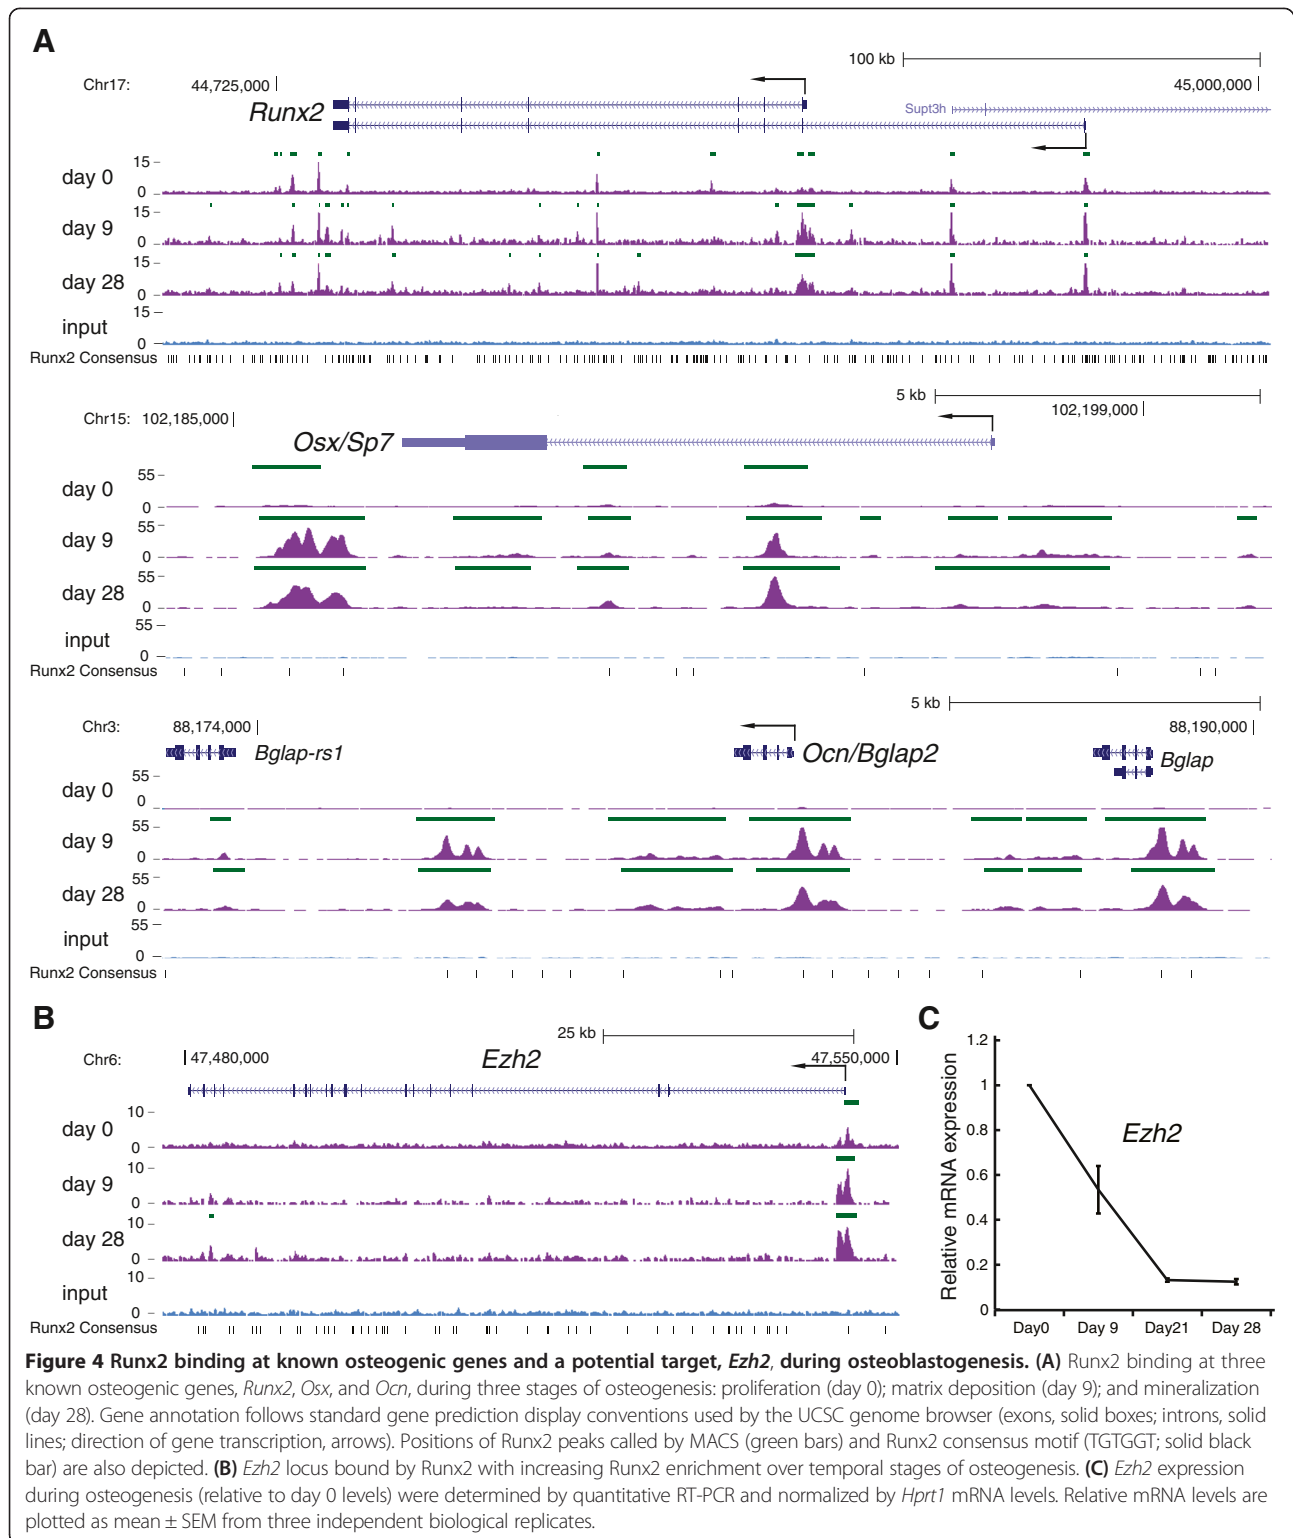 A
100 kb
Chr17:
44,725,000
45,000,000
Runx2
Supt3h
15
day 0
0
15
day 9
0
15
day 28
0
15
input
0
Runx2 Consensus
5 kb
Chr15:
102,185,000
102,199,000
Osx/Sp7
55
day 0
0
55
day 9
0
55
day 28
0
55
input
0
Runx2 Consensus
5 kb
Chr3:
88,174,000
88,190,000
Bglap-rs1
Ocn/Bglap2
Bglap
55
day 0
0
55
day 9
0
55
day 28
0
55
input
0
Runx2 Consensus
B
25 kb
Chr6:
47,480,000
Ezh2
47,550,000
10
day 0
0
10
day 9
0
10
day 28
0
10
input
0
Runx2 Consensus
C
Relative mRNA expression
1.2
1
0.8
0.6
0.4
0.2
0
Ezh2
Day0 Day 9 Day21 Day 28
Figure 4 Runx2 binding at known osteogenic genes and a potential target, Ezh2, during osteoblastogenesis. (A) Runx2 binding at three
known osteogenic genes, Runx2, Osx, and Ocn, during three stages of osteogenesis: proliferation (day 0); matrix deposition (day 9); and mineralization
(day 28). Gene annotation follows standard gene prediction display conventions used by the UCSC genome browser (exons, solid boxes; introns, solid
lines; direction of gene transcription, arrows). Positions of Runx2 peaks called by MACS (green bars) and Runx2 consensus motif (TGTGGT; solid black
bar) are also depicted. (B) Ezh2 locus bound by Runx2 with increasing Runx2 enrichment over temporal stages of osteogenesis. (C) Ezh2 expression
during osteogenesis (relative to day 0 levels) were determined by quantitative RT-PCR and normalized by Hprt1 mRNA levels. Relative mRNA levels are
plotted as mean ± SEM from three independent biological replicates.